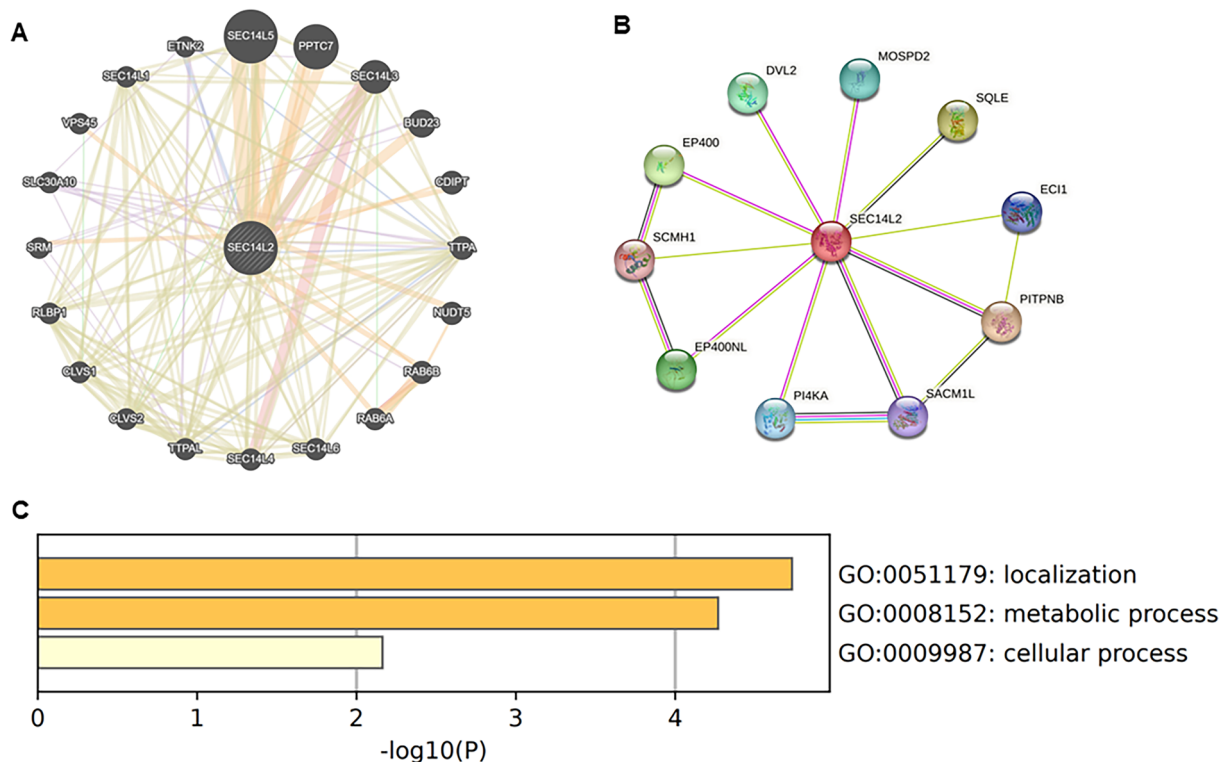 A
SEC14L5
PPTC7
ETNK2
SEC14L1
SEC14L3
VPS45
BUD23
SLC30A10
CDIPT
SRM
SEC14L2
TTPA
RLBP1
NUDT5
CLVS1
RAB6B
CLVS2
RAB6A
TTPAL
SEC14L4
SEC14L6
B
MOSPD2
DVL2
SQLE
EP400
ECI1
SEC14L2
SCMH1
PITPNB
EP400NL
PI4KA
SACM1L
C
GO:0051179: localization
GO:0008152: metabolic process
GO:0009987: cellular process
0 1 2 3 4
-log10(P)